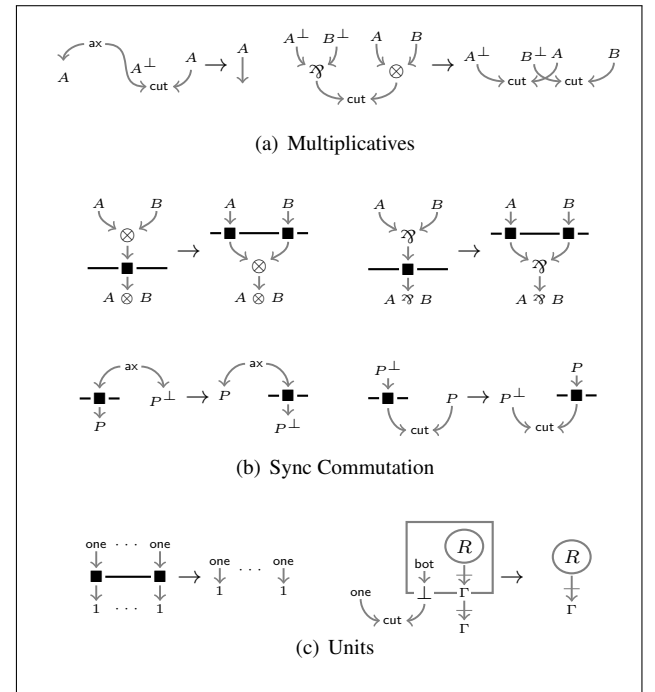 ax
A A⊥ A → A
cut
A⊥ B⊥ A B
⅋ ⊗
cut
→
A⊥ B⊥ A B
cut cut
(a) Multiplicatives
A B → A B
⊗ ⊗
A ⊗ B A ⊗ B
A B → A B
⅋ ⅋
A ⅋ B A ⅋ B
ax → ax
P P⊥ P P⊥
P⊥ P → P⊥ P
cut cut
(b) Sync Commutation
one · · · one → one · · · one
1 · · · 1 1 · · · 1
R → R
bot
one ⊥ Γ
cut Γ Γ
(c) Units